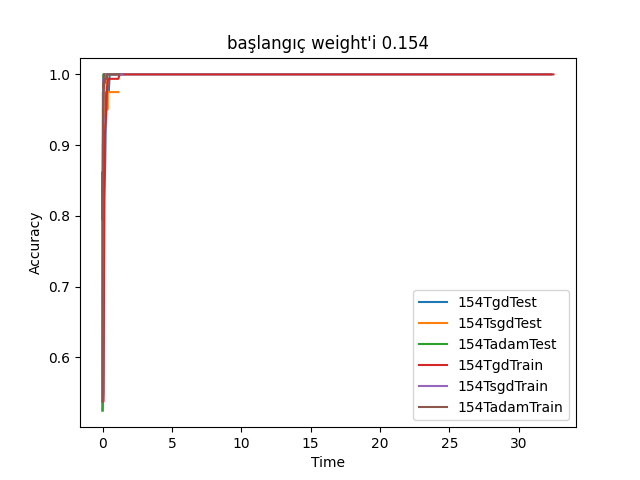 başlangıç weight'i 0.154
Accuracy
1.0
0.9
0.8
0.7
0.6
0
5
10
15
20
25
30
Time
154TgdTest
154TsgdTest
154TadamTest
154TgdTrain
154TsgdTrain
154TadamTrain